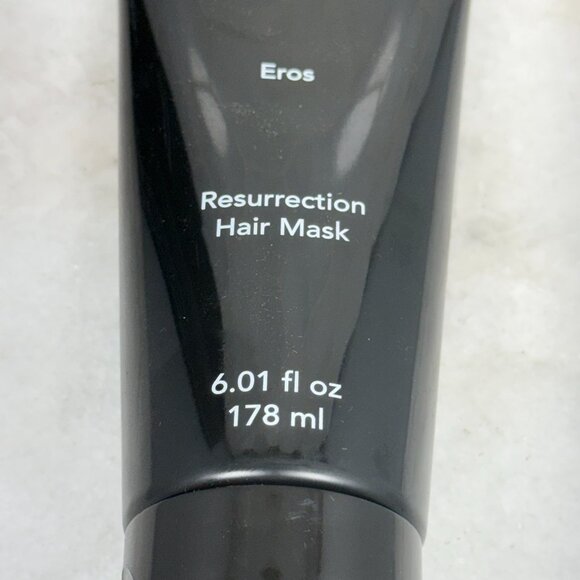 Eros
Resurrection
Hair Mask
6.01 fl oz
178 ml